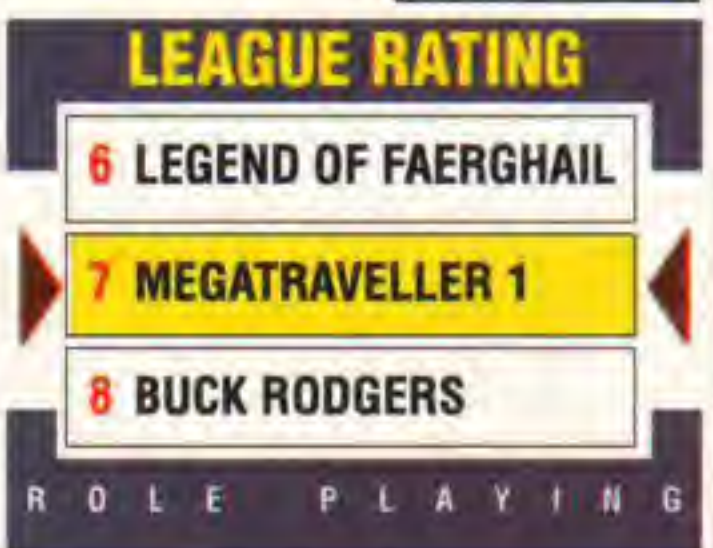 LEAGUE RATING
6 LEGEND OF FAERGHAIL
7 MEGATRAVELLER 1
8 BUCK RODGERS
ROLE PLAYING